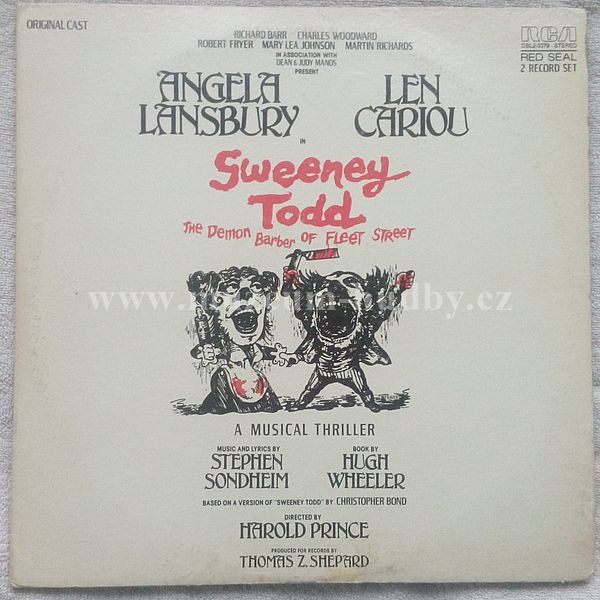 ORIGINAL CAST
RICHARD BARR CHARLES WOODWARD
ROBERT FRYER MARY LEA JOHNSON MARTIN RICHARDS
IN ASSOCIATION WITH
DEAN & JUDY MANOS
PRESENT
RCA
CBL2-3379 STEREO
RED SEAL
2 RECORD SET
ANGELA LANSBURY
LEN CARIOU
IN
Sweeney
Todd
The Demon Barber OF FLEET STREET
A MUSICAL THRILLER
MUSIC AND LYRICS BY
STEPHEN
SONDHEIM
BOOK BY
HUGH
WHEELER
BASED ON A VERSION OF "SWEENEY TODD" BY CHRISTOPHER BOND
DIRECTED BY
HAROLD PRINCE
PRODUCED FOR RECORDS BY
THOMAS Z. SHEPARD